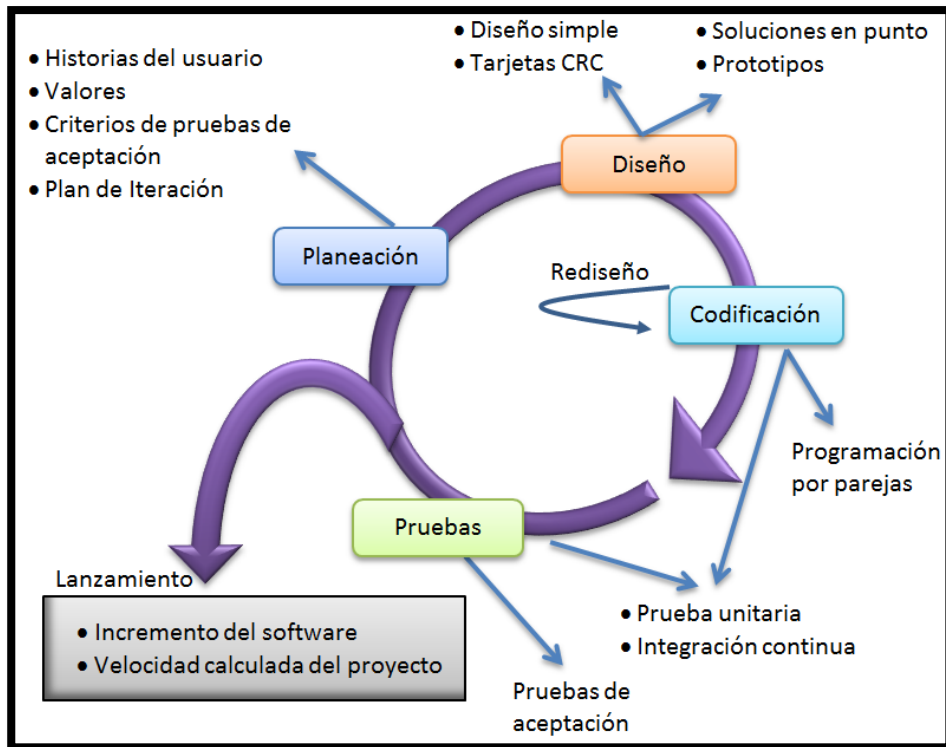 • Historias del usuario
• Valores
• Criterios de pruebas de
aceptación
• Plan de Iteración
• Diseño simple
• Tarjetas CRC
• Soluciones en punto
• Prototipos
Diseño
Planeación
Rediseño
Codificación
Programación
por parejas
Pruebas
Lanzamiento
• Incremento del software
• Velocidad calculada del proyecto
• Prueba unitaria
• Integración continua
Pruebas de
aceptación